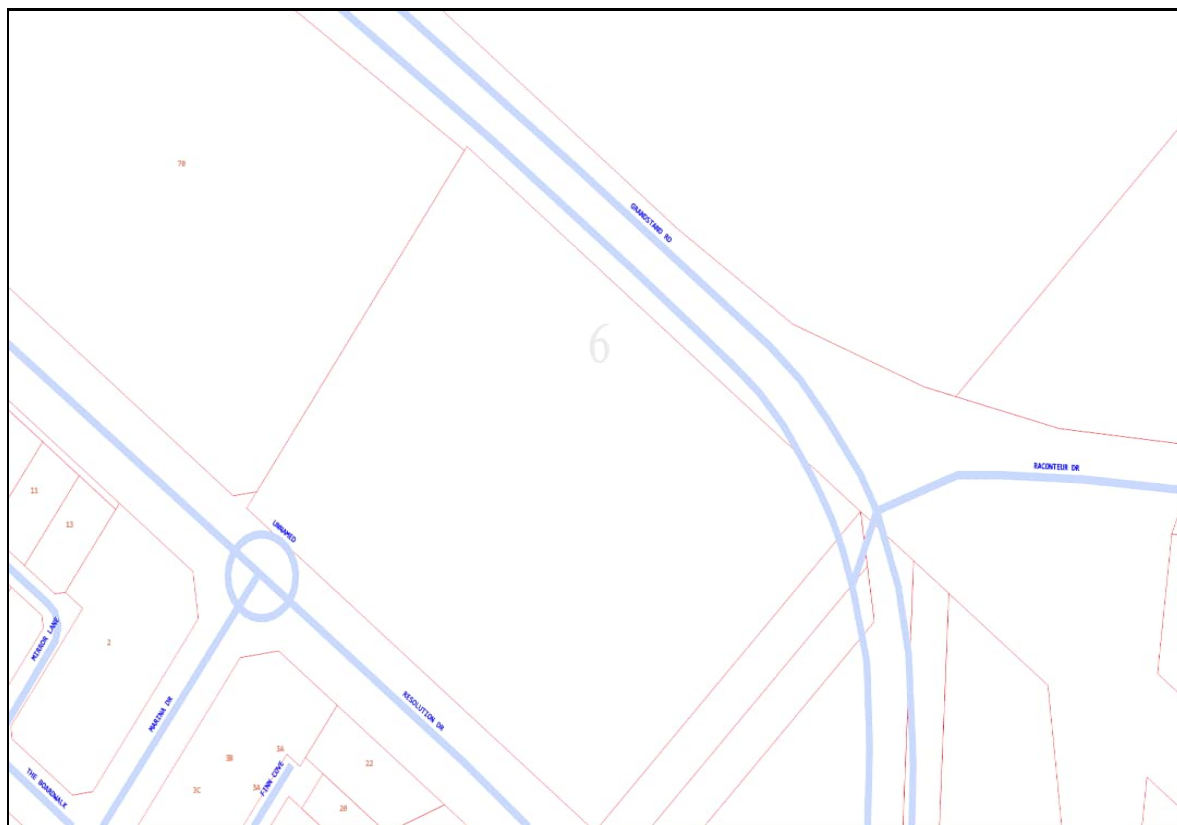 70
GRANDSTAND RD
6
RACONTEUR DR
11
13
UNNAMED
MIRROR LANE
2
MARINA DR
RESOLUTION DR
3B
3A
22
THE BOARDWALK
3C
5A
FINN COVE
20